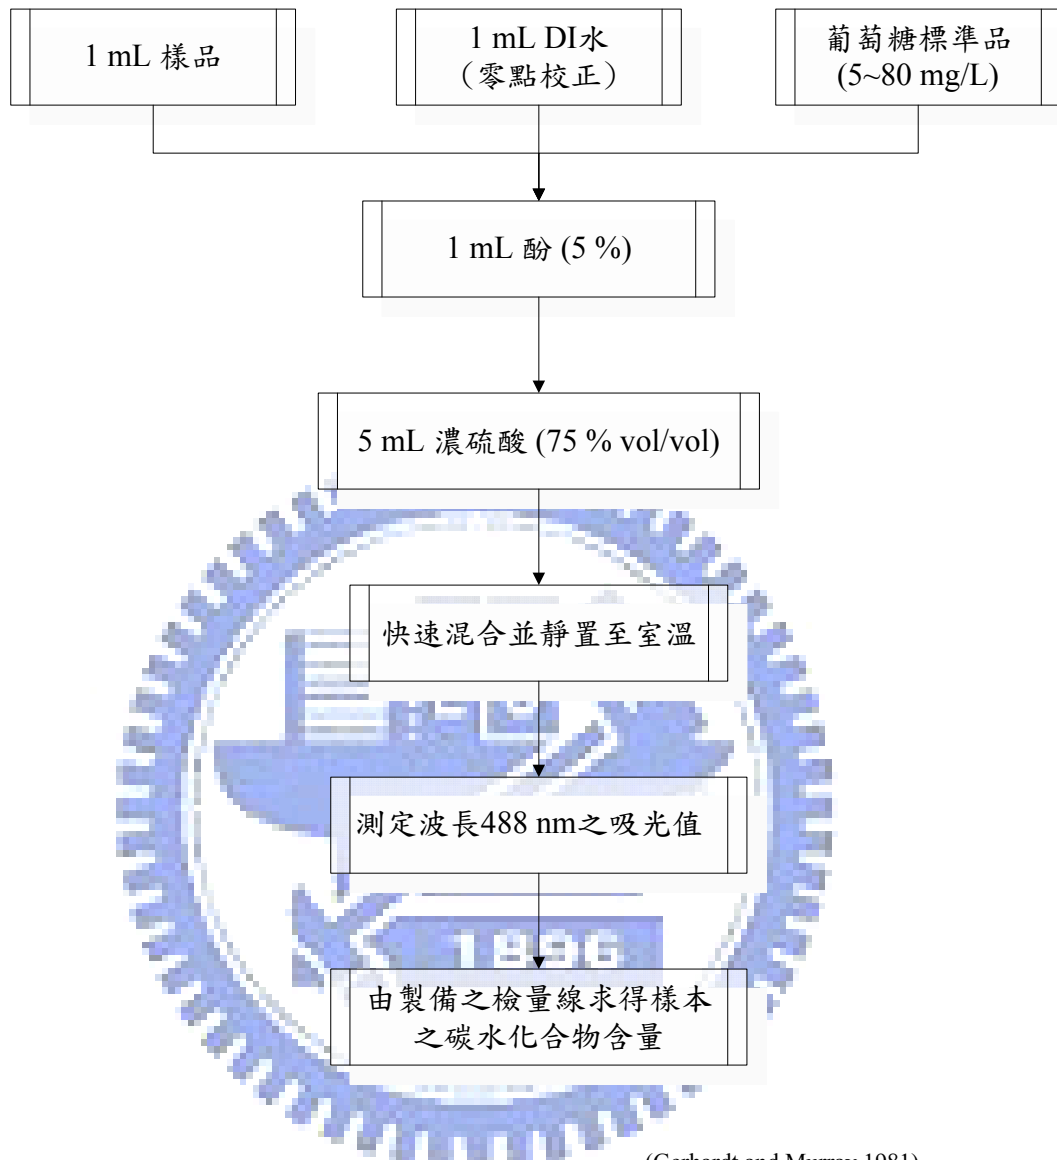 1 mL 樣品
1 mL DI水
（零點校正）
葡萄糖標準品
(5~80 mg/L)
1 mL 酚 (5 %)
5 mL 濃硫酸 (75 % vol/vol)
快速混合並靜置至室溫
測定波長488 nm之吸光值
1896
由製備之檢量線求得樣本
之碳水化合物含量
(Gerhardt and Murray 1981)